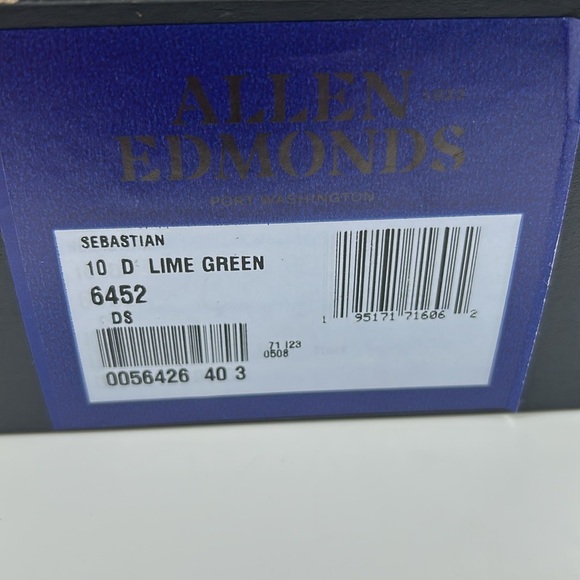 ALLEN
EDMONDS
PORT WASHINGTON
SEBASTIAN
10 D LIME GREEN
6452
DS
1 95171 71606 2
71 I23
0508
0056426 40 3